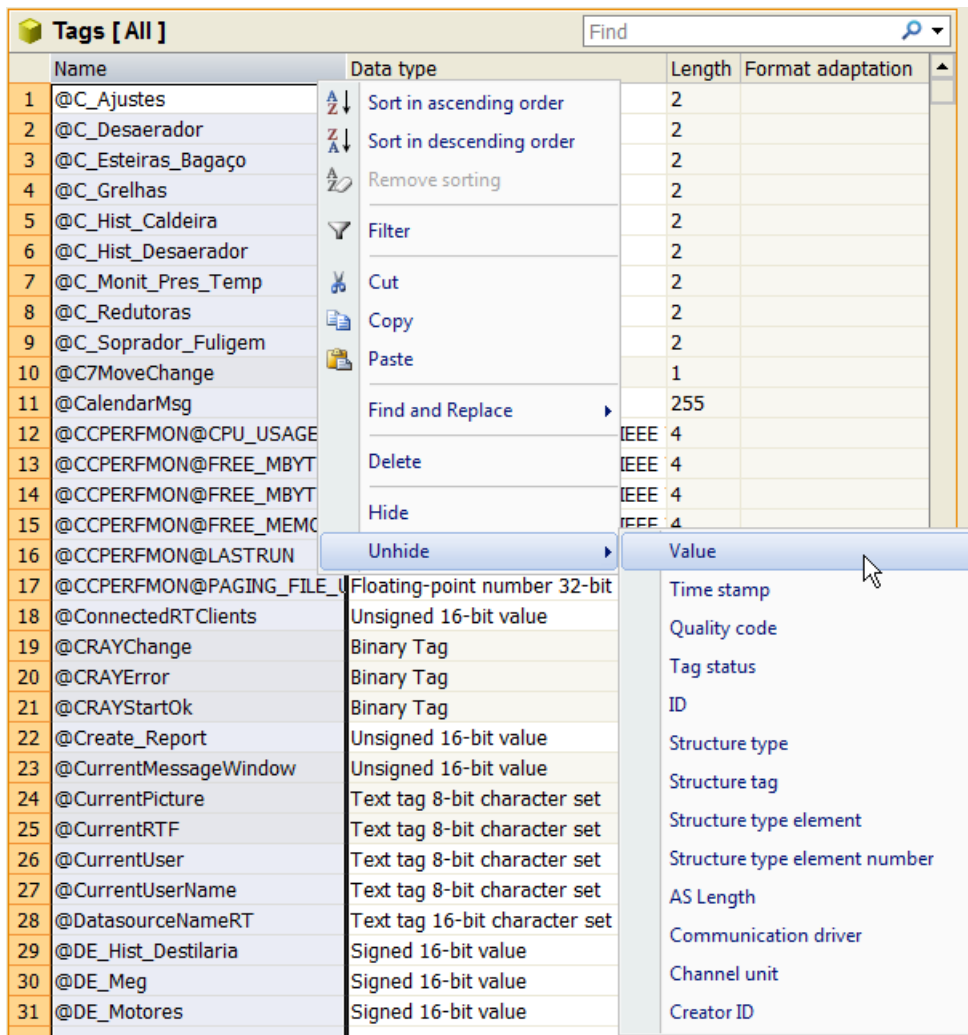 Tags [ All ]
Find
Name Data type Length Format adaptation
1 @C_Ajustes 2
2 @C_Desaerador 2
3 @C_Esteiras_Bagaço 2
4 @C_Grelhas 2
5 @C_Hist_Caldeira 2
6 @C_Hist_Desaerador 2
7 @C_Monit_Pres_Temp 2
8 @C_Redutoras 2
9 @C_Soprador_Fuligem 2
10 @C7MoveChange 1
11 @CalendarMsg 255
12 @CCPERFMON@CPU_USAGE IEEE 4
13 @CCPERFMON@FREE_MBYT IEEE 4
14 @CCPERFMON@FREE_MBYT IEEE 4
15 @CCPERFMON@FREE_MEMO IEEE 4
16 @CCPERFMON@LASTRUN
17 @CCPERFMON@PAGING_FILE_U Floating-point number 32-bit
18 @ConnectedRTClients Unsigned 16-bit value
19 @CRAYChange Binary Tag
20 @CRAYError Binary Tag
21 @CRAYStartOk Binary Tag
22 @Create_Report Unsigned 16-bit value
23 @CurrentMessageWindow Unsigned 16-bit value
24 @CurrentPicture Text tag 8-bit character set
25 @CurrentRTF Text tag 8-bit character set
26 @CurrentUser Text tag 8-bit character set
27 @CurrentUserName Text tag 8-bit character set
28 @DatasourceNameRT Text tag 16-bit character set
29 @DE_Hist_Destilaria Signed 16-bit value
30 @DE_Meg Signed 16-bit value
31 @DE_Motores Signed 16-bit value
Sort in ascending order
Sort in descending order
Remove sorting
Filter
Cut
Copy
Paste
Find and Replace
Delete
Hide
Unhide
Value
Time stamp
Quality code
Tag status
ID
Structure type
Structure tag
Structure type element
Structure type element number
AS Length
Communication driver
Channel unit
Creator ID